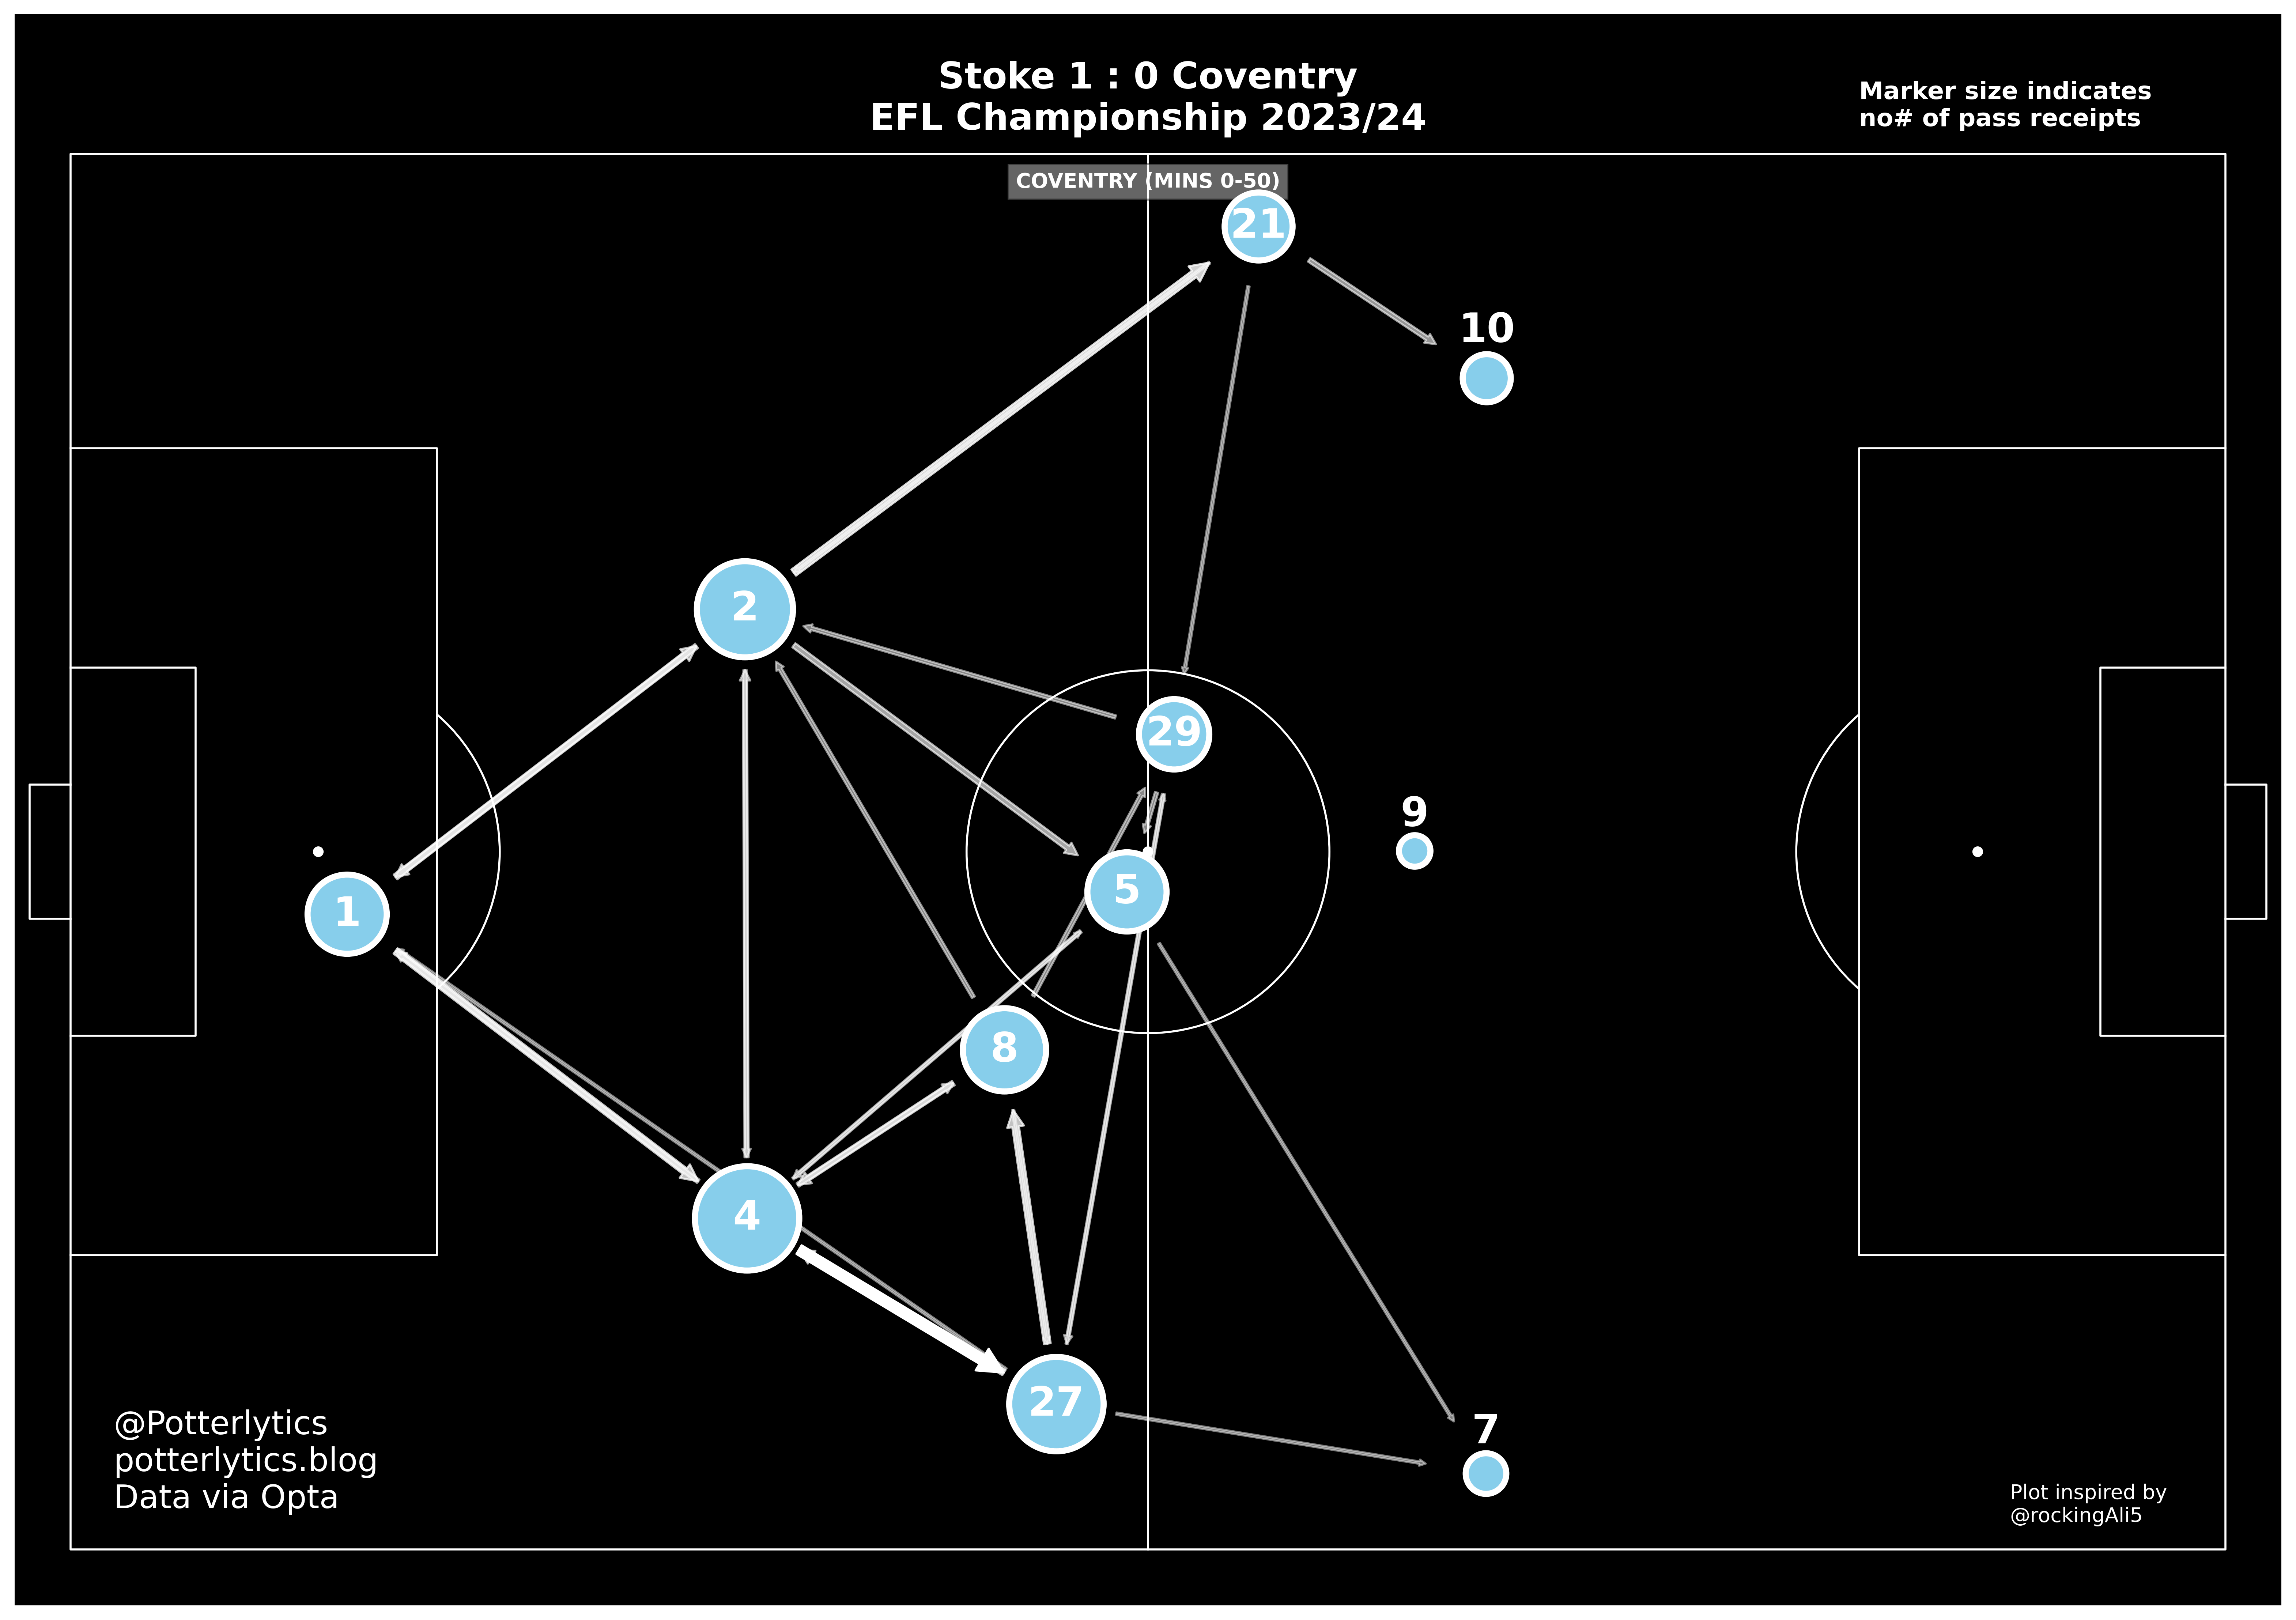 Stoke 1 : 0 Coventry
EFL Championship 2023/24
Marker size indicates
no# of pass receipts
COVENTRY (MINS 0-50)
21
10
2
29
9
5
1
8
4
27
7
@Potterlytics
potterlytics.blog
Data via Opta
Plot inspired by
@rockingAli5